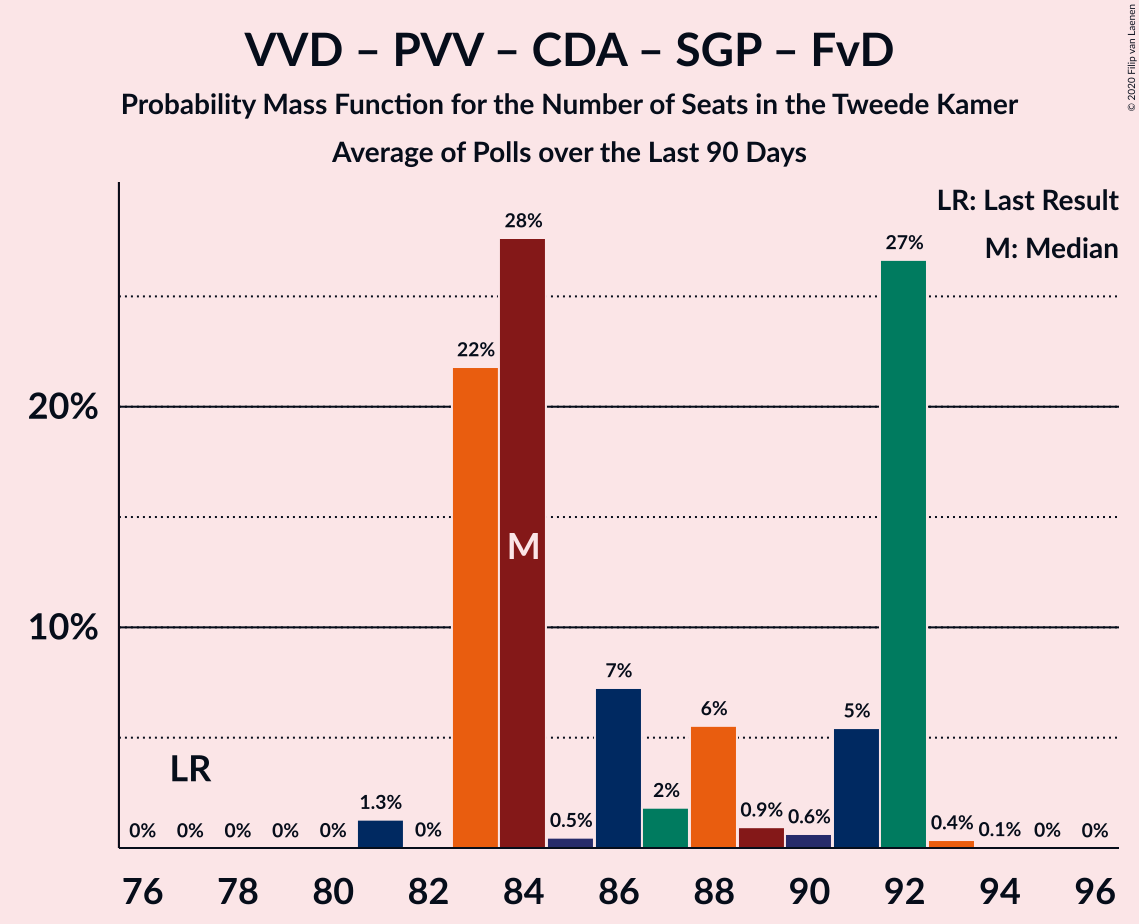 VVD – PVV – CDA – SGP – FvD
Probability Mass Function for the Number of Seats in the Tweede Kamer
Average of Polls over the Last 90 Days
© 2020 Filip van Laenen
LR: Last Result
M: Median
20%
10%
0%
0%
0%
0%
0%
1.3%
0%
22%
28%
0.5%
7%
2%
6%
0.9%
0.6%
5%
27%
0.4%
0.1%
0%
0%
LR
M
76 78 80 82 84 86 88 90 92 94 96